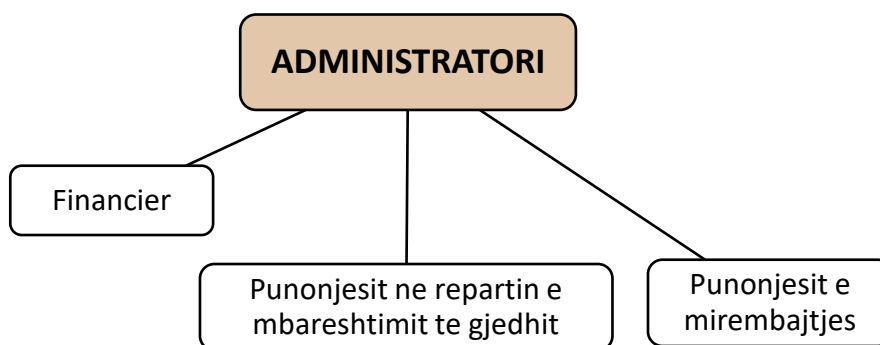 ADMINISTRATORI
Financier
Punonjesit ne repartin e
mbareshtimit te gjedhit
Punonjesit e
mirembajtjes